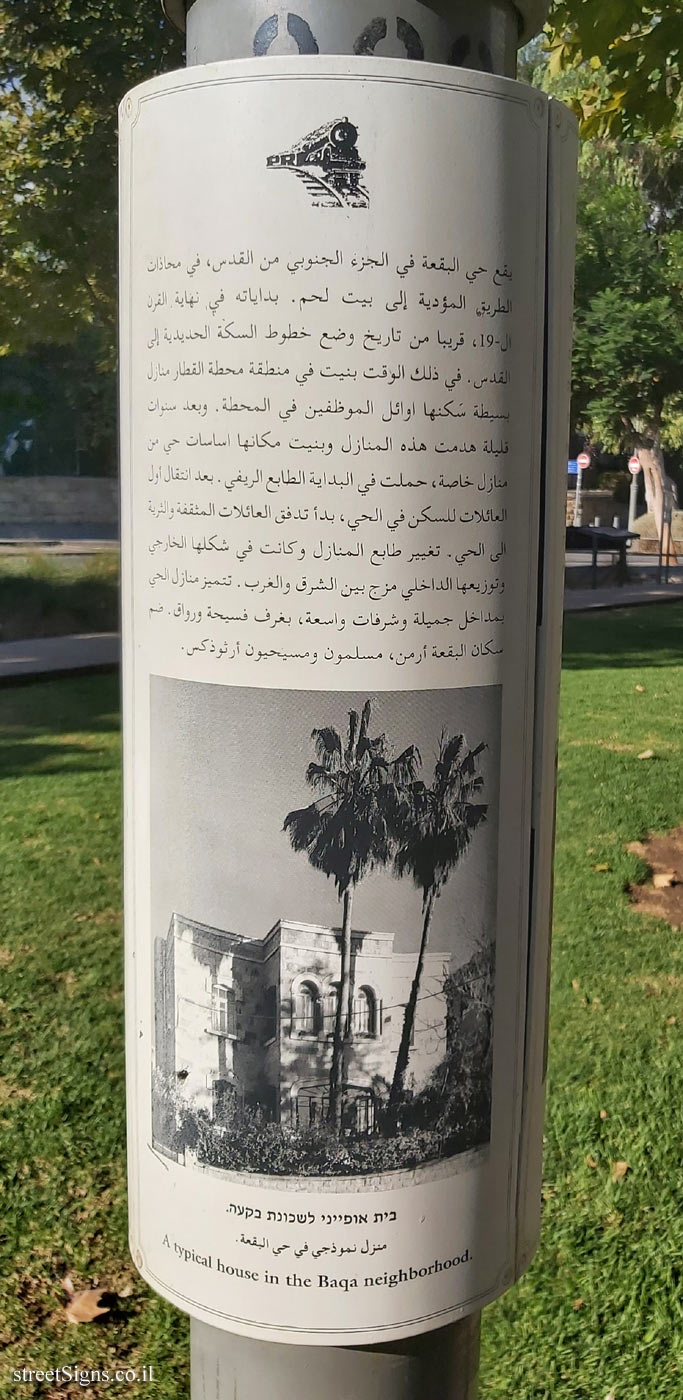 يقع حي البقعة في الجزء الجنوبي من القدس، في محاذات
الطريق المؤدية إلى بيت لحم. بداياته في نهاية القرن
ال-19، قريبا من تاريخ وضع خطوط السكة الحديدية إلى
القدس. في ذلك الوقت بنيت في منطقة محطة القطار منازل
بسيطة سَكنها اوائل الموظفين في المحطة. وبعد سنوات
قليلة هدمت هذه المنازل وبنيت مكانها اساسات حي من
منازل خاصة، حملت في البداية الطابع الريفي. بعد انتقال أول
العائلات للسكن في الحي، بدأ تدفق العائلات المثقفة والثرية
الى الحي. تغيير طابع المنازل وكانت في شكلها الخارجي
وتوزيعها الداخلي مزج بين الشرق والغرب. تتميز منازل الحي
بمداخل جميلة وشرفات واسعة، بغرف فسيحة ورواق. ضم
سكان البقعة أرمن، مسلمون ومسيحيون أرثوذكس.
בית אופייני לשכונת בקעה.
منزل نموذجي في حي البقعة.
A typical house in the Baqa neighborhood.
streetSigns.co.il